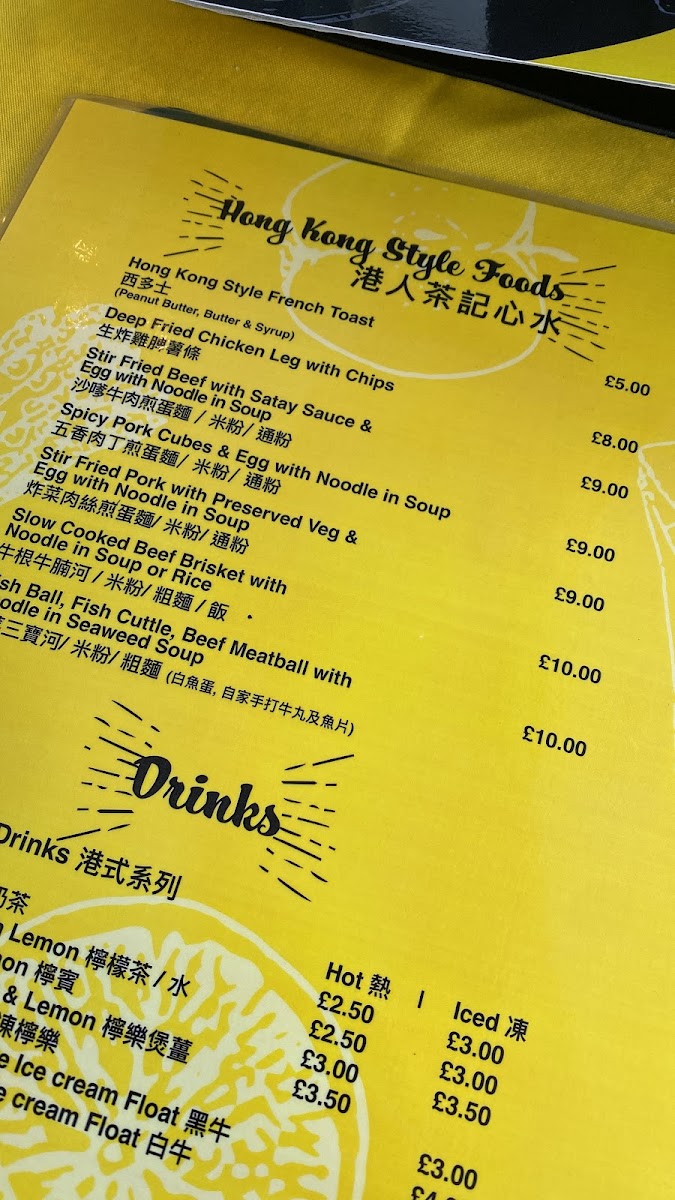 Hong Kong Style Foods
港人茶記心水
Hong Kong Style French Toast
西多士
(Peanut Butter, Butter & Syrup)
£5.00
Deep Fried Chicken Leg with Chips
生炸雞脾薯條
£8.00
Stir Fried Beef with Satay Sauce &
Egg with Noodle in Soup
沙嗲牛肉煎蛋麵 / 米粉/ 通粉
£9.00
Spicy Pork Cubes & Egg with Noodle in Soup
五香肉丁煎蛋麵/ 米粉/ 通粉
£9.00
Stir Fried Pork with Preserved Veg &
Egg with Noodle in Soup
炸菜肉絲煎蛋麵/ 米粉/ 通粉
£9.00
Slow Cooked Beef Brisket with
Noodle in Soup or Rice
牛根牛腩河 / 米粉/ 粗麵 / 飯
£10.00
Ball, Fish Cuttle, Beef Meatball with
in Seaweed Soup
三寶河/ 米粉/ 粗麵 (白魚蛋, 自家手打牛丸及魚片)
£10.00
Drinks
Drinks 港式系列
Hot 熱 | Iced 凍
奶茶
£2.50 £3.00
Lemon 檸檬茶 / 水
£2.50 £3.00
檸賓
£3.00 £3.50
& Lemon 檸樂煲薑
£3.50
凍檸樂
£3.00
Ice cream Float 黑牛
cream Float 白牛